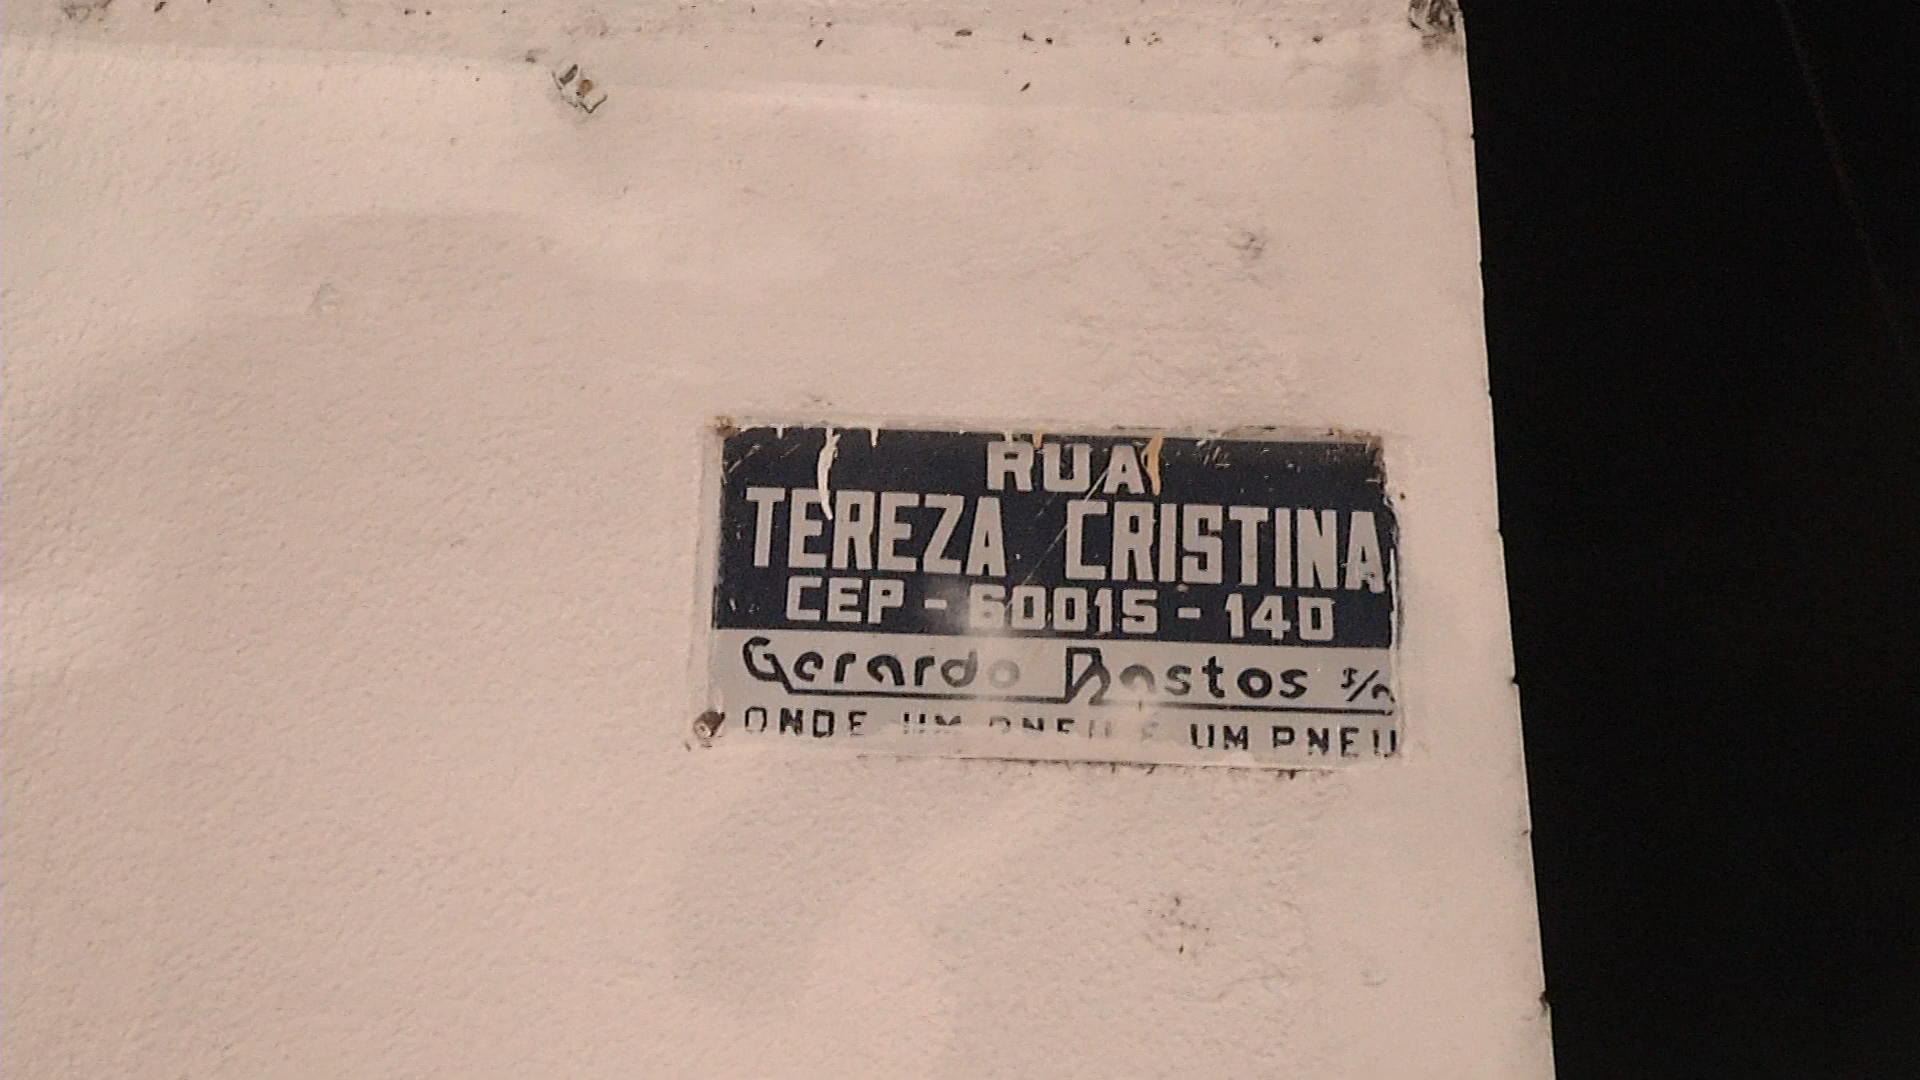 RUA
TEREZA CRISTINA
CEP - 60015 - 140
Gerardo Bastos S/A
ONDE UM PNEU É UM PNEU